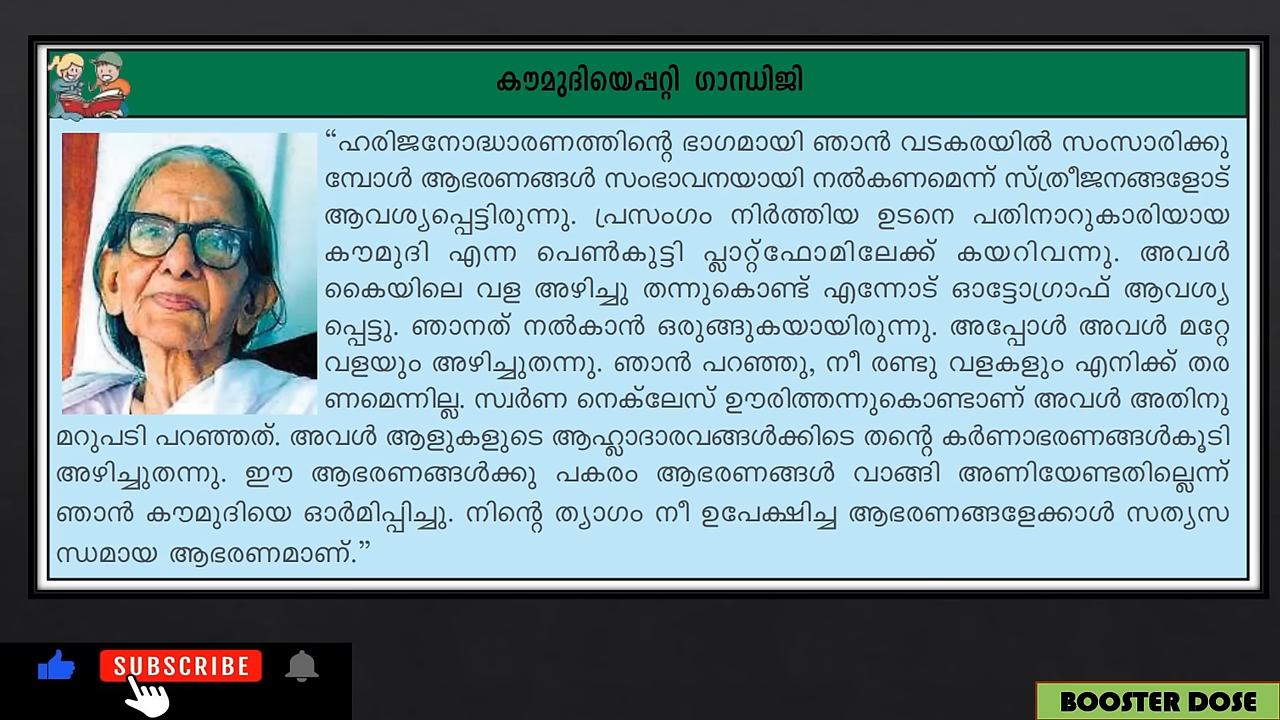 കൗമുദിയെപ്പറ്റി ഗാന്ധിജി
“ഹരിജനോദ്ധാരണത്തിന്റെ ഭാഗമായി ഞാൻ വടകരയിൽ സംസാരിക്കു
മ്പോൾ ആഭരണങ്ങൾ സംഭാവനയായി നൽകണമെന്ന് സ്ത്രീജനങ്ങളോട്
ആവശ്യപ്പെട്ടിരുന്നു. പ്രസംഗം നിർത്തിയ ഉടനെ പതിനാറുകാരിയായ
കൗമുദി എന്ന പെൺകുട്ടി പ്ലാറ്റ്ഫോമിലേക്ക് കയറിവന്നു. അവൾ
കൈയിലെ വള അഴിച്ചു തന്നുകൊണ്ട് എന്നോട് ഓട്ടോഗ്രാഫ് ആവശ്യ
പ്പെട്ടു. ഞാനത് നൽകാൻ ഒരുങ്ങുകയായിരുന്നു. അപ്പോൾ അവൾ മറ്റേ
വളയും അഴിച്ചുതന്നു. ഞാൻ പറഞ്ഞു, നീ രണ്ടു വളകളും എനിക്ക് തര
ണമെന്നില്ല. സ്വർണ നെക്‌ലേസ് ഊരിത്തന്നുകൊണ്ടാണ് അവൾ അതിനു
മറുപടി പറഞ്ഞത്. അവൾ ആളുകളുടെ ആഹ്ലാദാരവങ്ങൾക്കിടെ തന്റെ കർണാഭരണങ്ങൾകൂടി
അഴിച്ചുതന്നു. ഈ ആഭരണങ്ങൾക്കു പകരം ആഭരണങ്ങൾ വാങ്ങി അണിയേണ്ടതില്ലെന്ന്
ഞാൻ കൗമുദിയെ ഓർമിപ്പിച്ചു. നിന്റെ ത്യാഗം നീ ഉപേക്ഷിച്ച ആഭരണങ്ങളേക്കാൾ സത്യസ
ന്ധമായ ആഭരണമാണ്.”
SUBSCRIBE
BOOSTER DOSE